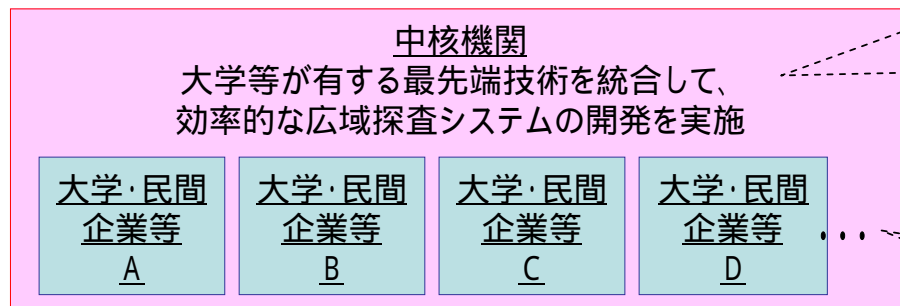 中核機関
大学等が有する最先端技術を統合して、
効率的な広域探査システムの開発を実施
大学・民間
企業等
A
大学・民間
企業等
B
大学・民間
企業等
C
大学・民間
企業等
D
・・・